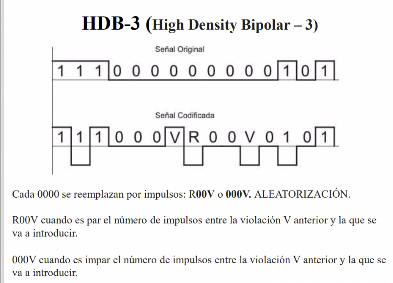 HDB-3 (High Density Bipolar – 3)
Señal Original
1 1 1 0 0 0 0 0 0 0 0 0 1 0 1
Señal Codificada
1 1 1 0 0 0 V R 0 0 V 0 1 0 1
Cada 0000 se reemplazan por impulsos: R00V o 000V. ALEATORIZACIÓN.
R00V cuando es par el número de impulsos entre la violación V anterior y la que se
va a introducir.
000V cuando es impar el número de impulsos entre la violación V anterior y la que se
va a introducir.